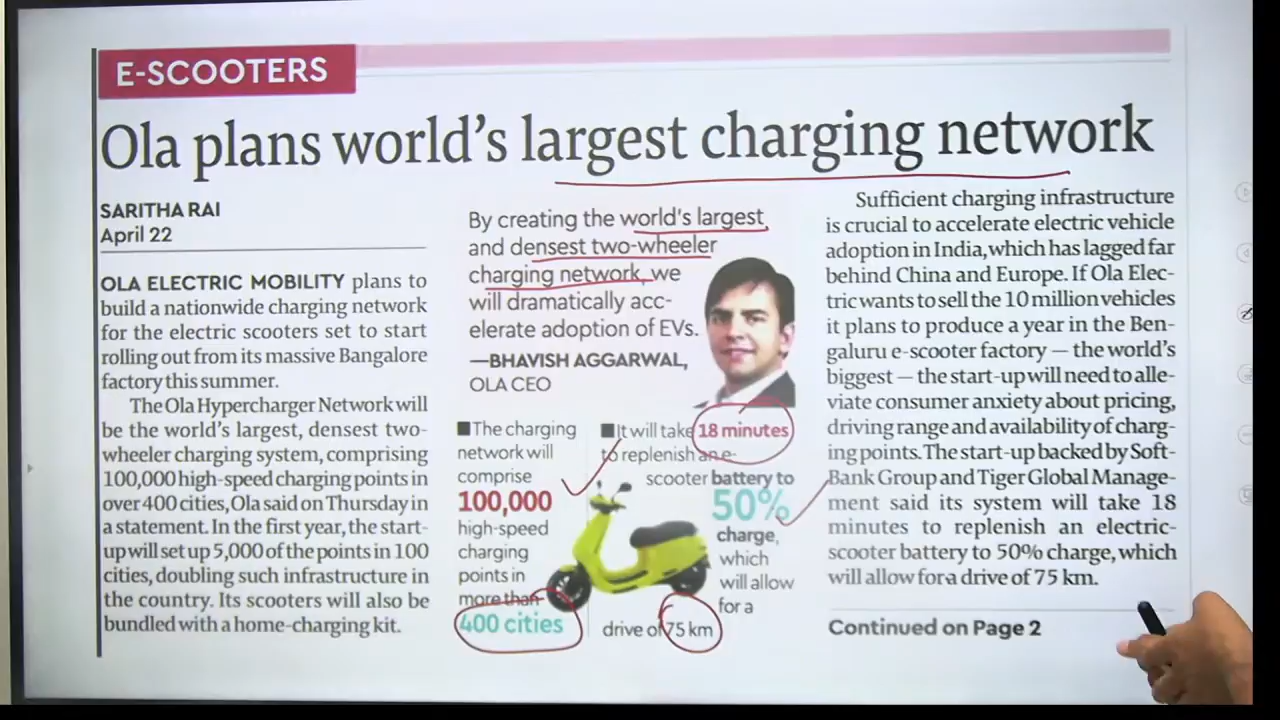 E-SCOOTERS
Ola plans world's largest charging network
SARITHA RAI
April 22
OLA ELECTRIC MOBILITY plans to
build a nationwide charging network
for the electric scooters set to start
rolling out from its massive Bangalore
factory this summer.
The Ola Hypercharger Network will
be the world's largest, densest two-
wheeler charging system, comprising
100,000 high-speed charging points in
over 400 cities, Ola said on Thursday in
a statement. In the first year, the start-
up will set up 5,000 of the points in 100
cities, doubling such infrastructure in
the country. Its scooters will also be
bundled with a home-charging kit.
By creating the world's largest
and densest two-wheeler
charging network, we
will dramatically acc-
elerate adoption of EVs.
—BHAVISH AGGARWAL,
OLA CEO
■The charging
network will
comprise
100,000
high-speed
charging
points in
more than
400 cities
■It will take 18 minutes
to replenish an e-
scooter battery to
50%
charge,
which
will allow
for a
drive of 75 km
Sufficient charging infrastructure
is crucial to accelerate electric vehicle
adoption in India, which has lagged far
behind China and Europe. If Ola Elec-
tric wants to sell the 10 million vehicles
it plans to produce a year in the Ben-
galuru e-scooter factory — the world's
biggest — the start-up will need to alle-
viate consumer anxiety about pricing,
driving range and availability of charg-
ing points. The start-up backed by Soft-
Bank Group and Tiger Global Manage-
ment said its system will take 18
minutes to replenish an electric-
scooter battery to 50% charge, which
will allow for a drive of 75 km.
Continued on Page 2